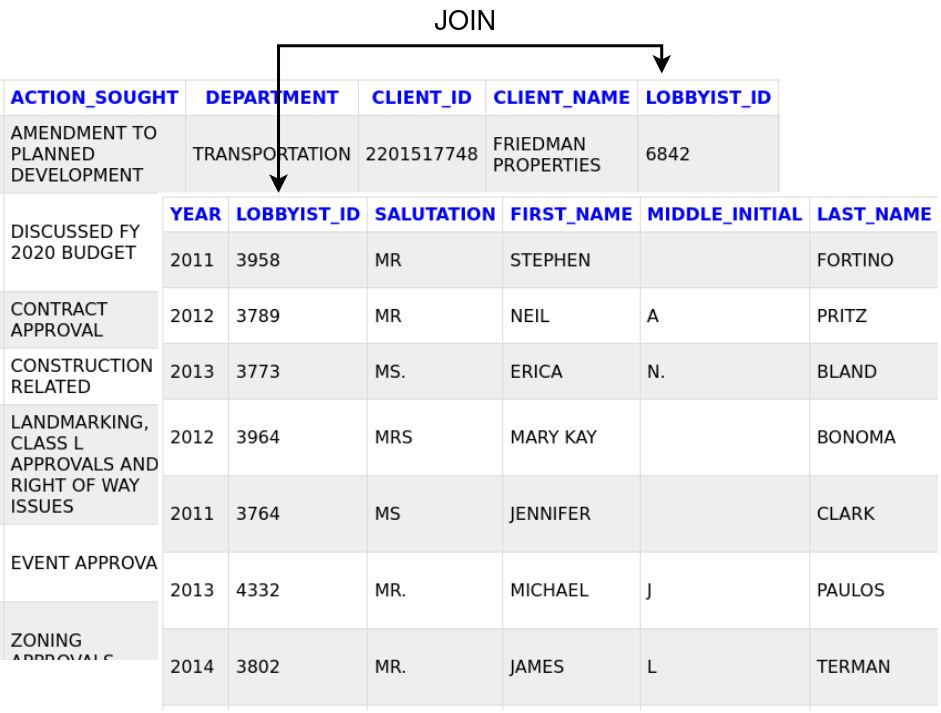 JOIN
ACTION_SOUGHT DEPARTMENT CLIENT_ID CLIENT_NAME LOBBYIST_ID
AMENDMENT TO
PLANNED
DEVELOPMENT
TRANSPORTATION 2201517748
FRIEDMAN
PROPERTIES
6842
DISCUSSED FY
2020 BUDGET
CONTRACT
APPROVAL
CONSTRUCTION
RELATED
LANDMARKING,
CLASS L
APPROVALS AND
RIGHT OF WAY
ISSUES
EVENT APPROVA
ZONING
APPROVALS
YEAR LOBBYIST_ID SALUTATION FIRST_NAME MIDDLE_INITIAL LAST_NAME
2011 3958 MR STEPHEN FORTINO
2012 3789 MR NEIL A PRITZ
2013 3773 MS. ERICA N. BLAND
2012 3964 MRS MARY KAY BONOMA
2011 3764 MS JENNIFER CLARK
2013 4332 MR. MICHAEL J PAULOS
2014 3802 MR. JAMES L TERMAN